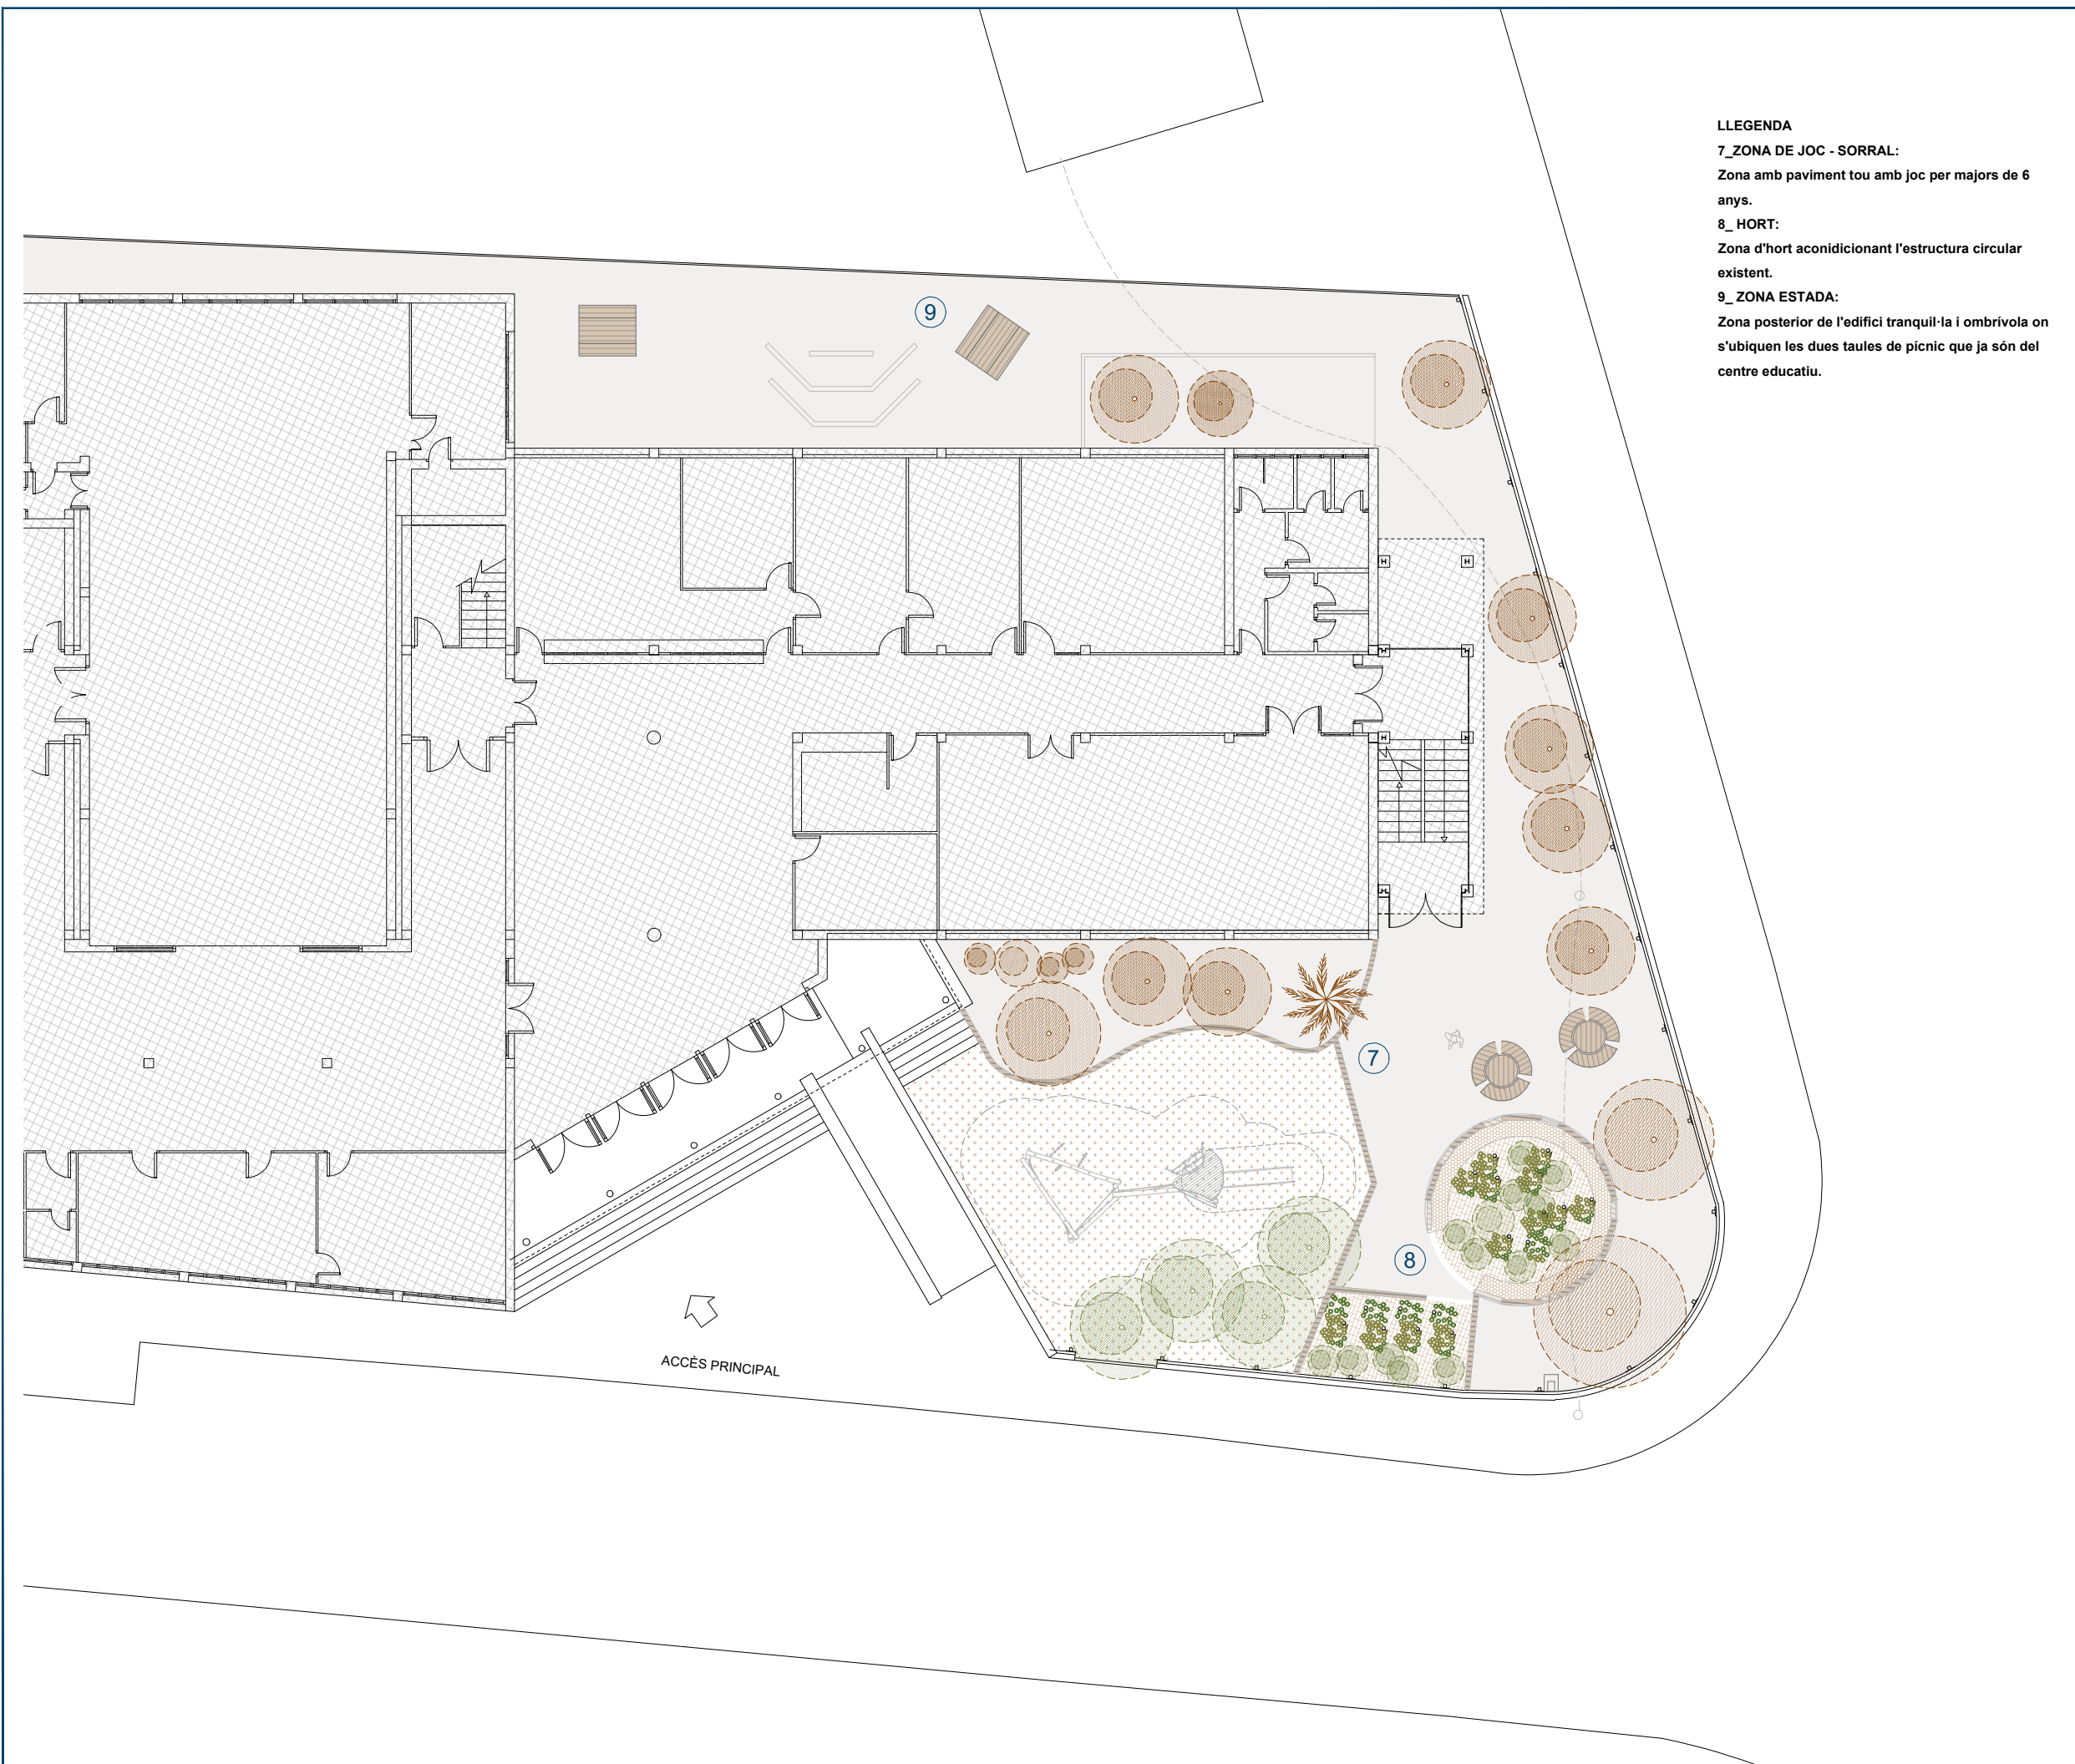 LLEGENDA
7_ZONA DE JOC - SORRAL:
Zona amb paviment tou amb joc per majors de 6
anys.
8_ HORT:
Zona d'hort aconidicionant l'estructura circular
existent.
9_ ZONA ESTADA:
Zona posterior de l'edifici tranquil·la i ombrívola on
s'ubiquen les dues taules de pícnic que ja són del
centre educatiu.
9
7
8
ACCÈS PRINCIPAL